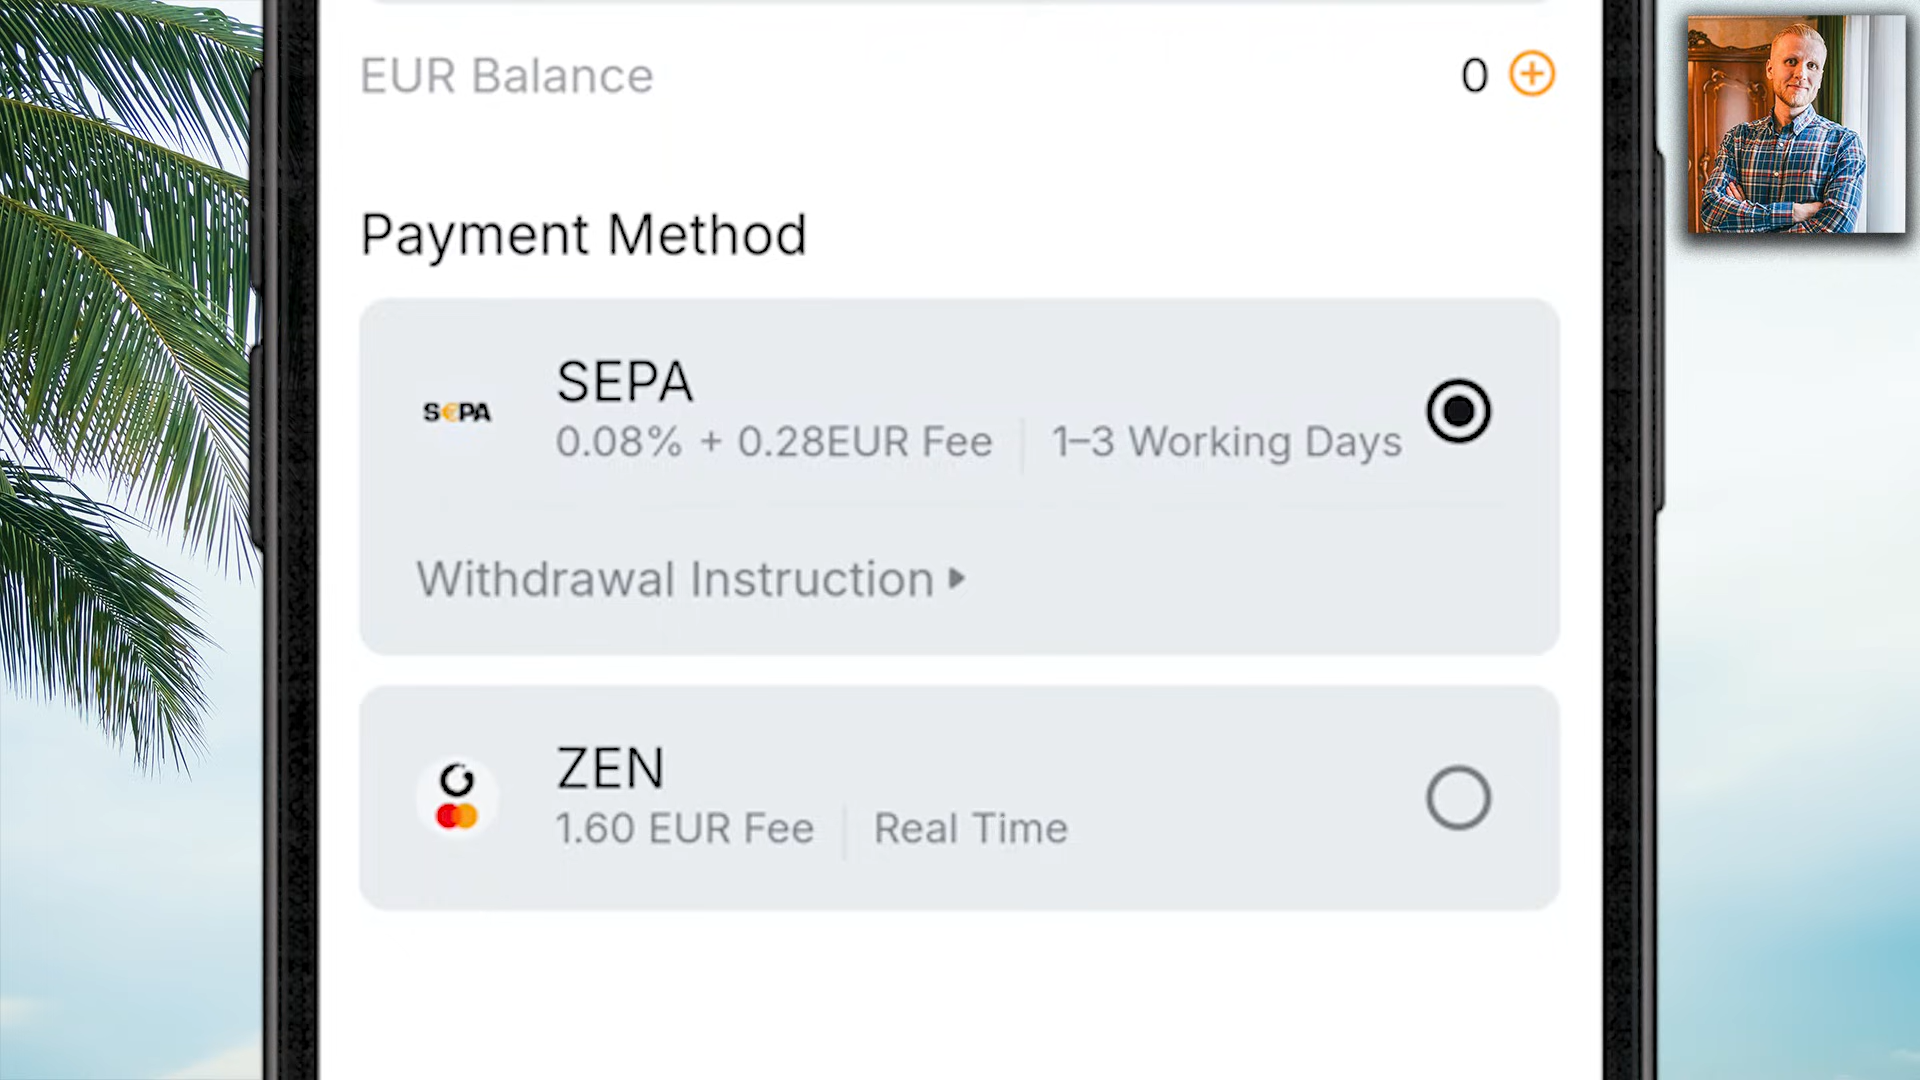 EUR Balance 0
Payment Method
SEPA
SEPA
0.08% + 0.28EUR Fee 1–3 Working Days
Withdrawal Instruction
ZEN
1.60 EUR Fee Real Time